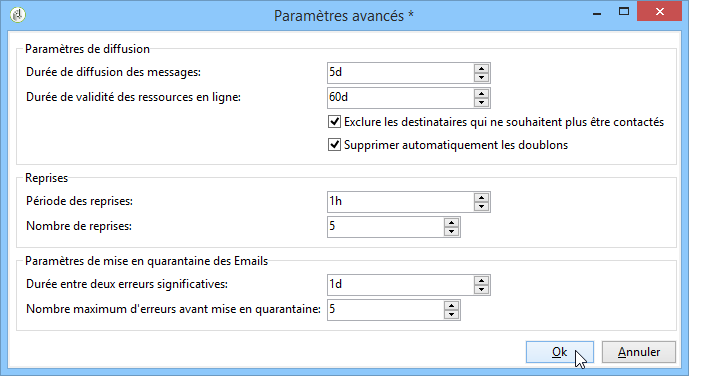 Paramètres avancés *
Paramètres de diffusion
Durée de diffusion des messages: 5d
Durée de validité des ressources en ligne: 60d
Exclure les destinataires qui ne souhaitent plus être contactés
Supprimer automatiquement les doublons
Reprises
Période des reprises: 1h
Nombre de reprises: 5
Paramètres de mise en quarantaine des Emails
Durée entre deux erreurs significatives: 1d
Nombre maximum d'erreurs avant mise en quarantaine: 5
Ok Annuler